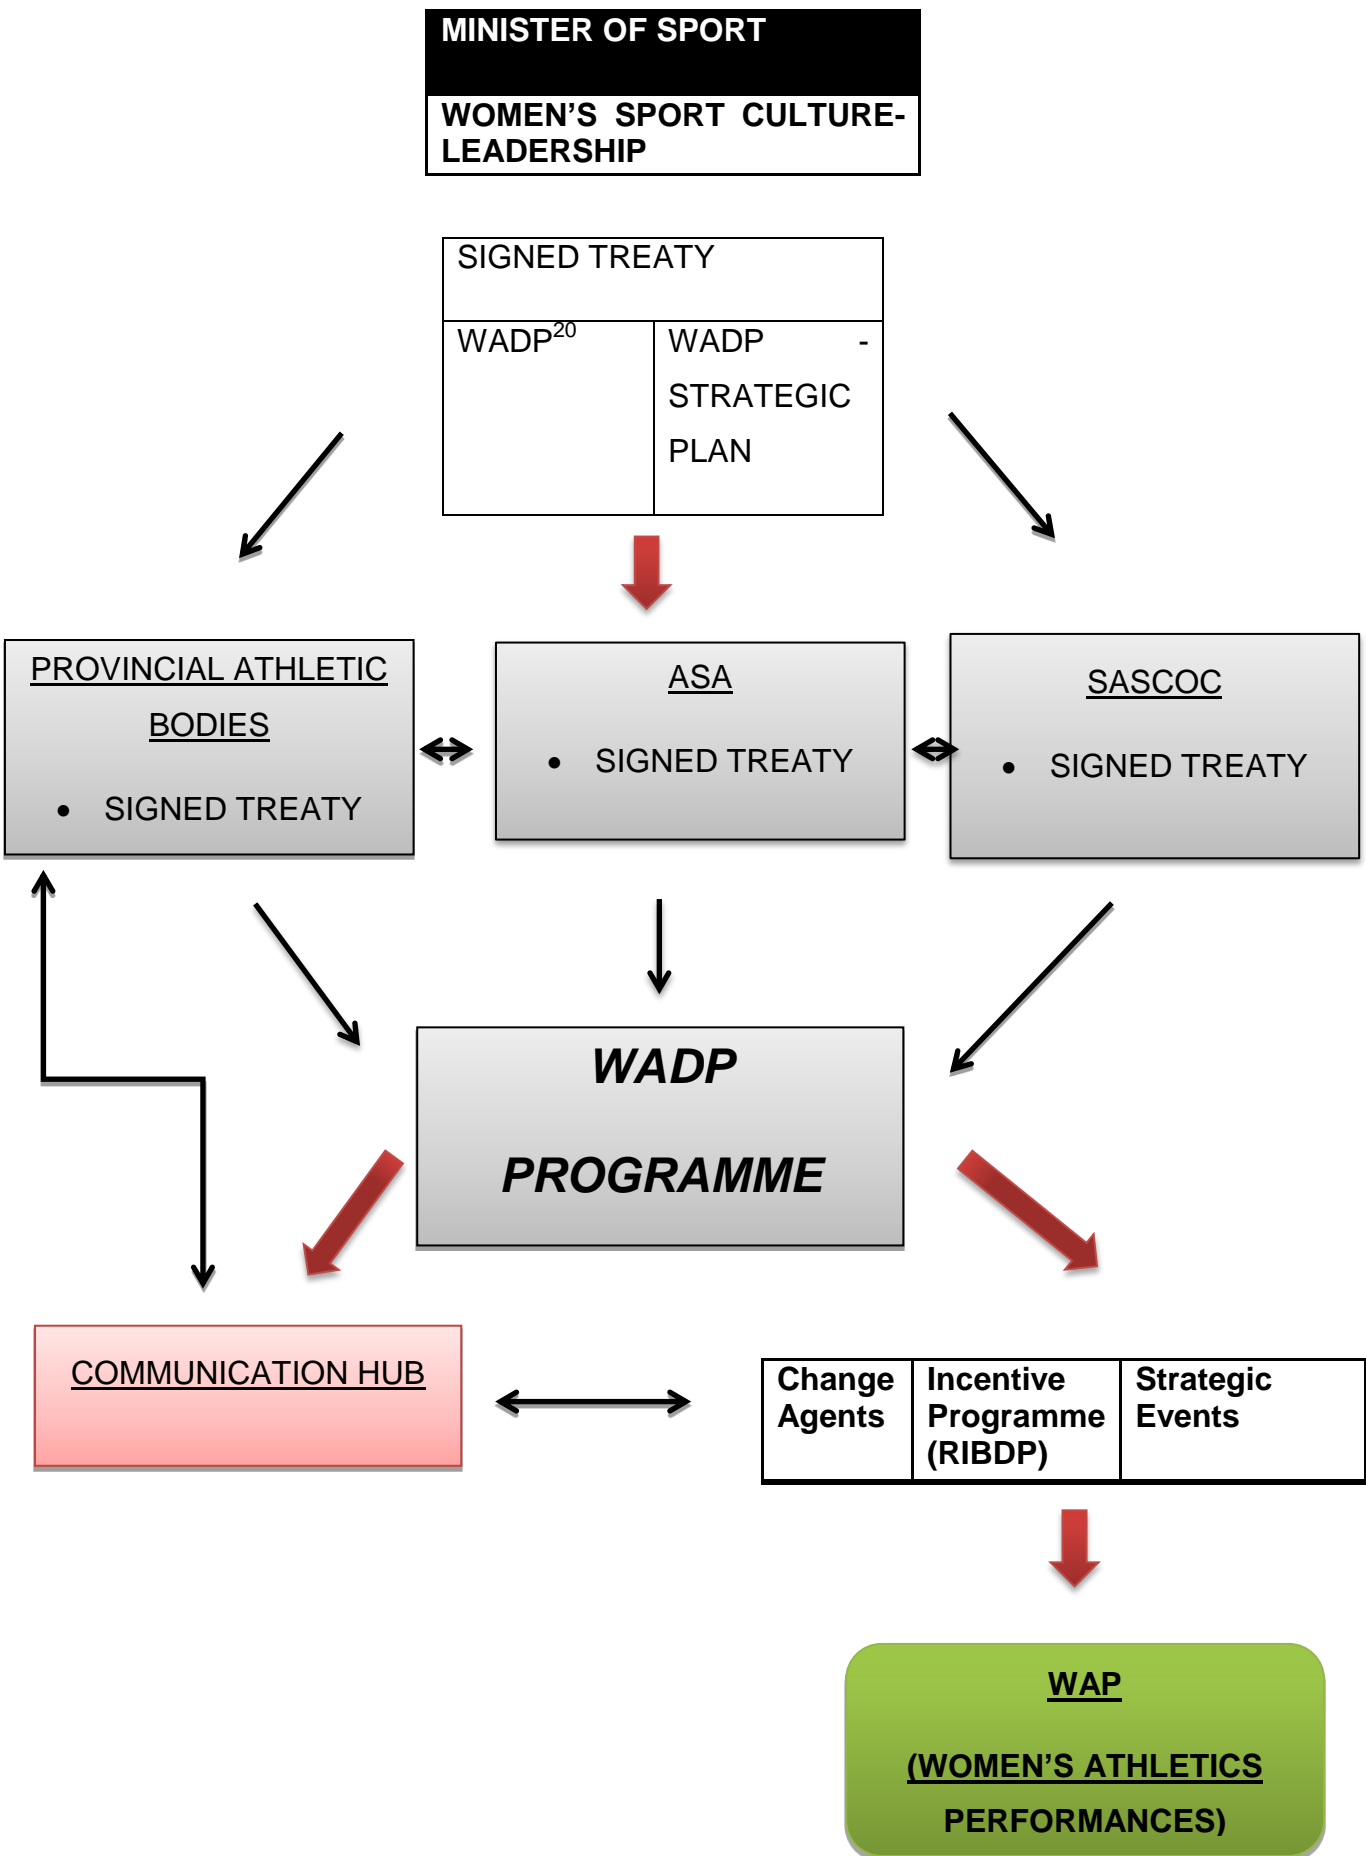 MINISTER OF SPORT
WOMEN'S SPORT CULTURE-
LEADERSHIP
SIGNED TREATY
WADP20
WADP -
STRATEGIC
PLAN
PROVINCIAL ATHLETIC
BODIES
• SIGNED TREATY
ASA
• SIGNED TREATY
SASCOC
• SIGNED TREATY
WADP
PROGRAMME
COMMUNICATION HUB
Change
Agents
Incentive
Programme
(RIBDP)
Strategic
Events
WAP
(WOMEN'S ATHLETICS
PERFORMANCES)